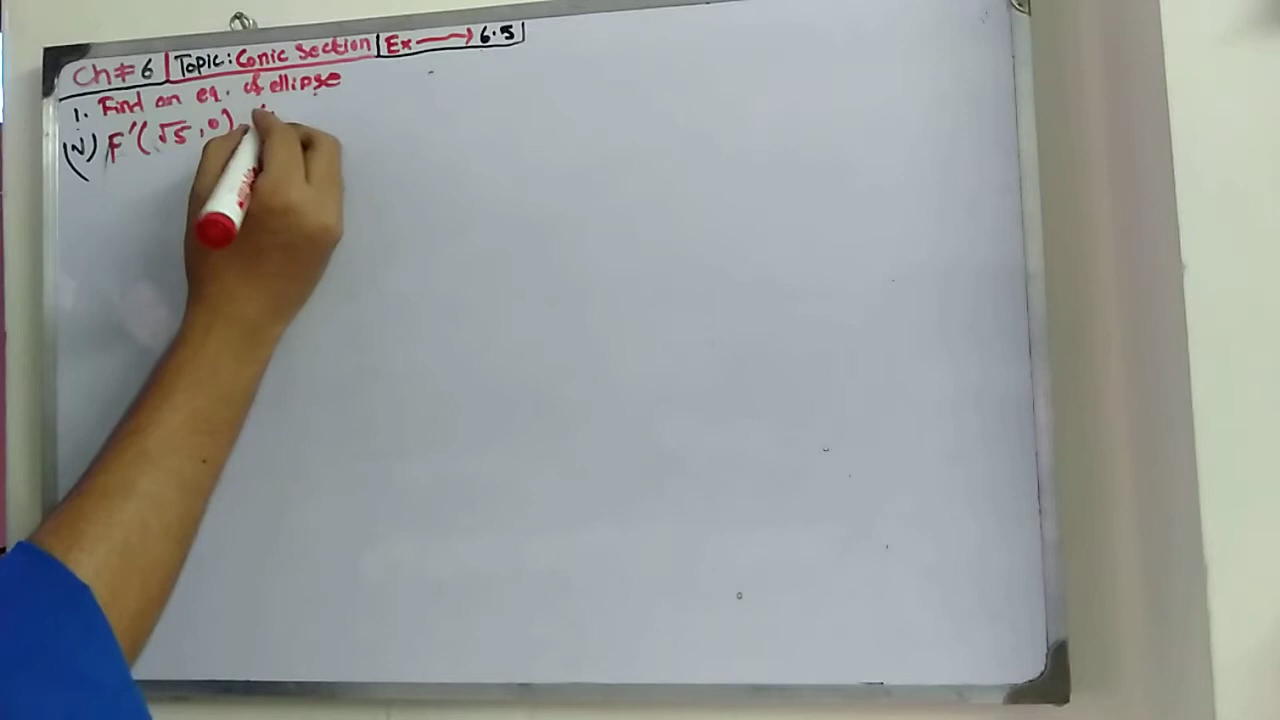 Ch# 6 | Topic: Conic Section | Ex → 6.5
1. Find an eq. of ellipse
(v) F'(√5, 0)